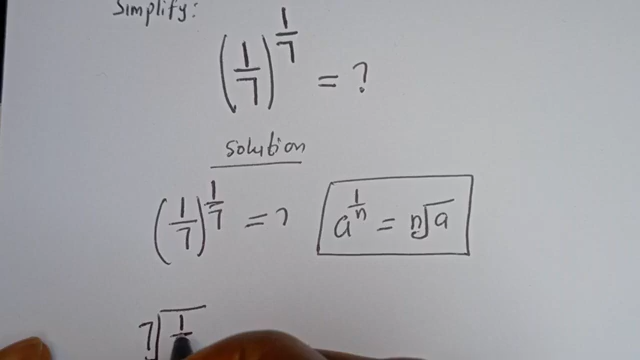 Simplify:
(1/7)^(1/7) = ?
Solution
(1/7)^(1/7) = ? a^(1/n) = ⁿ√a
⁷√1